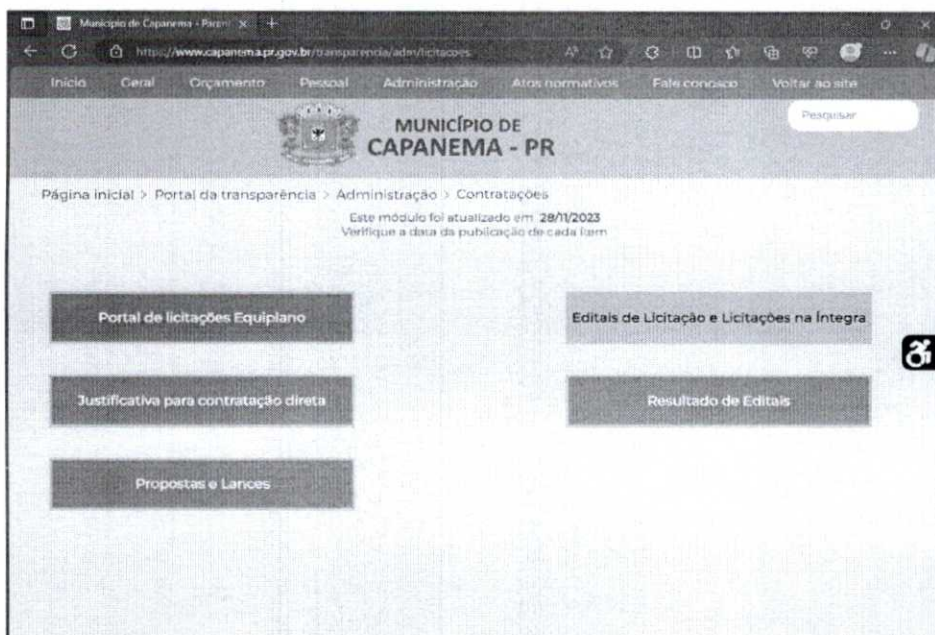 Município de Capanema - Paraná
https://www.capanema.pr.gov.br/transparencia/adm/licitacoes
Início Geral Orçamento Pessoal Administração Atos normativos Fale conosco Voltar ao site
Pesquisar
MUNICÍPIO DE
CAPANEMA - PR
Página inicial > Portal da transparência > Administração > Contratações
Este módulo foi atualizado em 28/11/2023
Verifique a data da publicação de cada item
Portal de licitações Equiplano
Editais de Licitação e Licitações na Íntegra
Justificativa para contratação direta
Resultado de Editais
Propostas e Lances